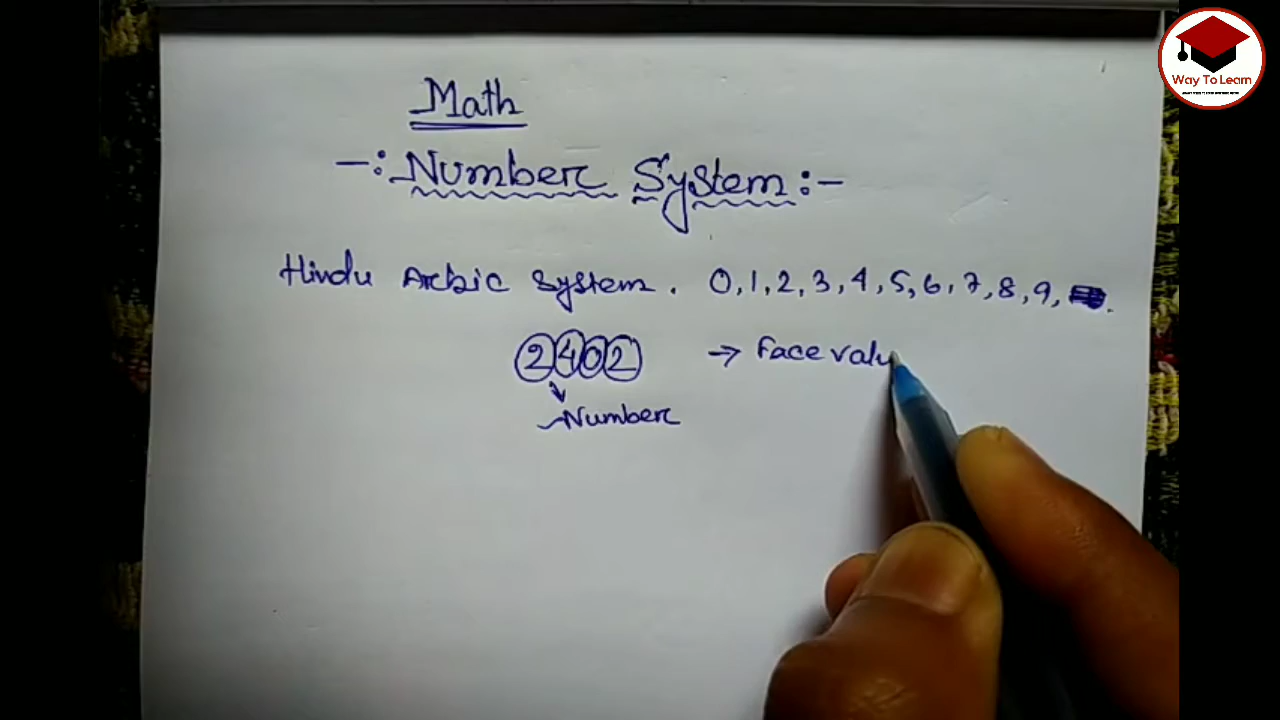 Math
-: Number System :-
Hindu Arbic System. 0, 1, 2, 3, 4, 5, 6, 7, 8, 9,
2402 → Face valu
Number
Way To Learn